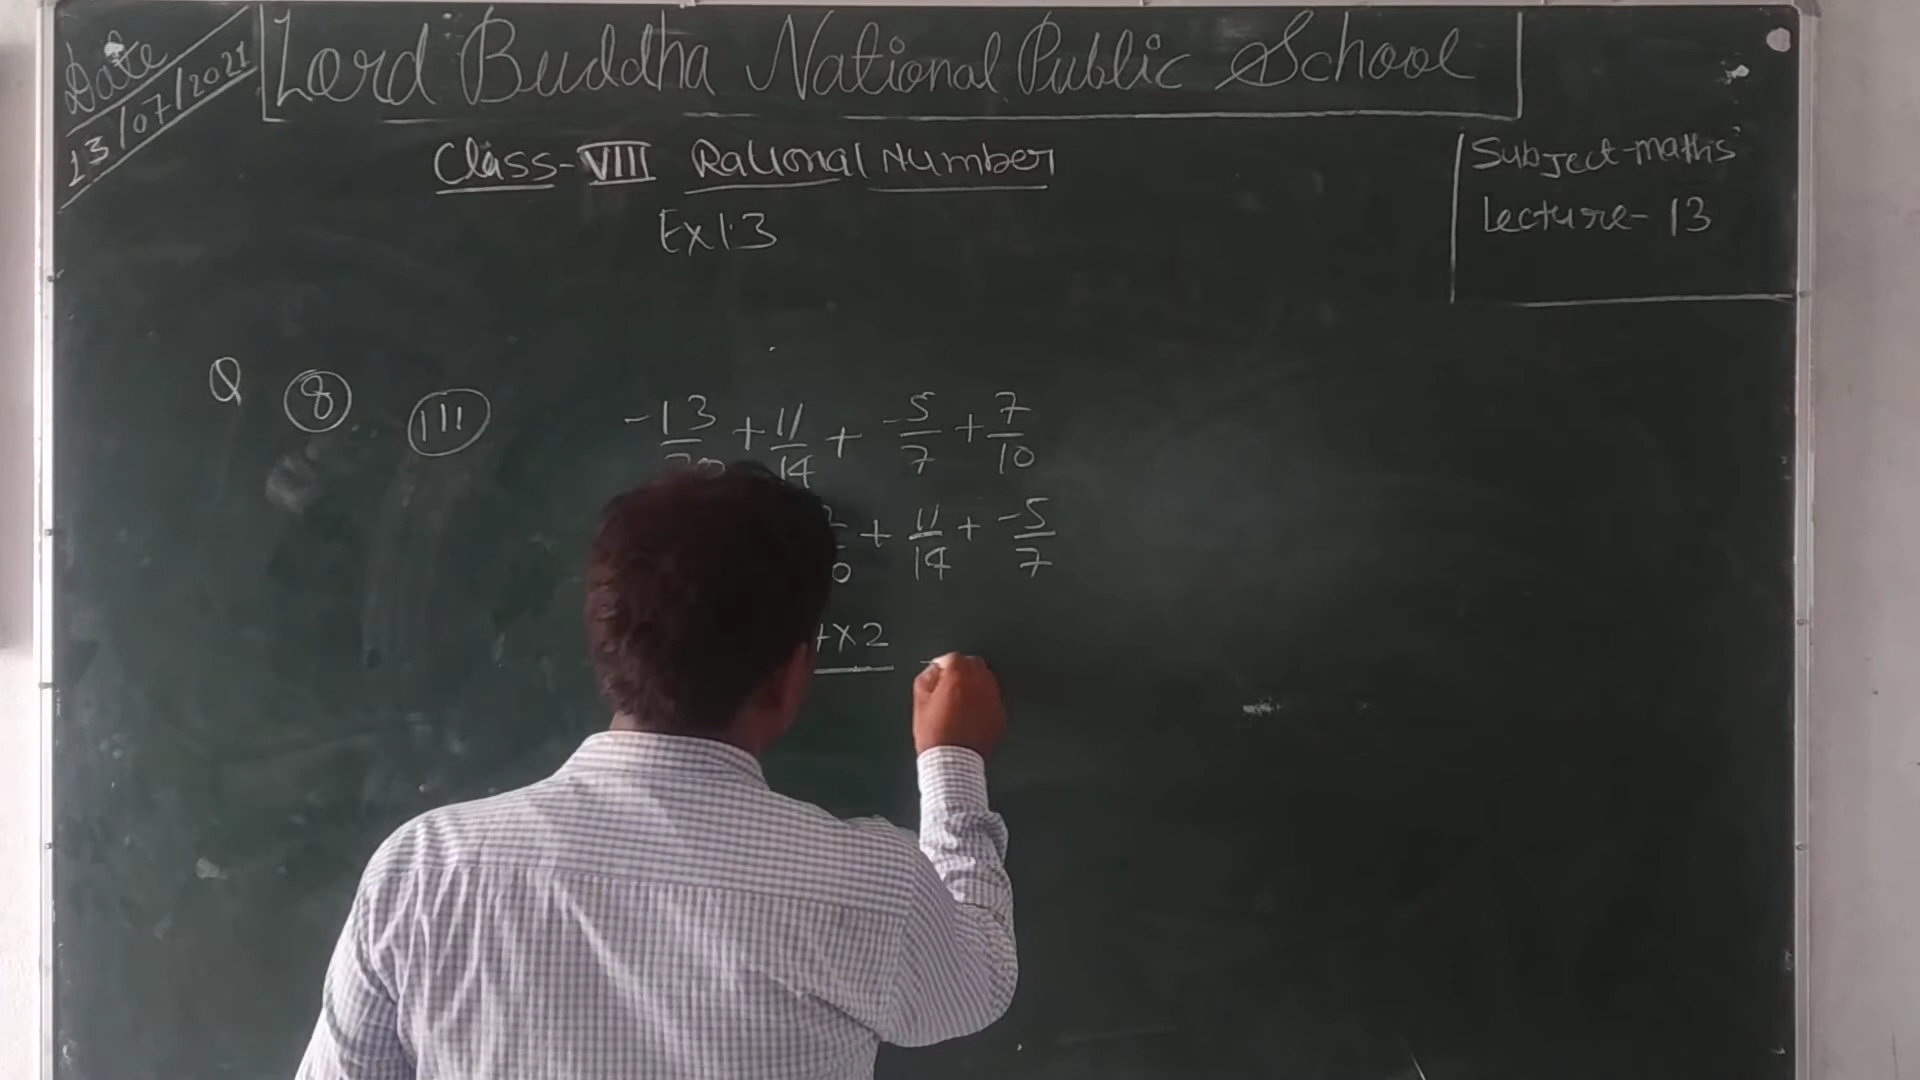 Date
13/07/2021
Lord Buddha National Public School
Class-VIII Rational Number
Ex 1.3
Subject-maths
Lecture-13
Q 8 III
-13 + 11/14 + -5/7 + 7/10
+ 11/14 + -5/7
7x2